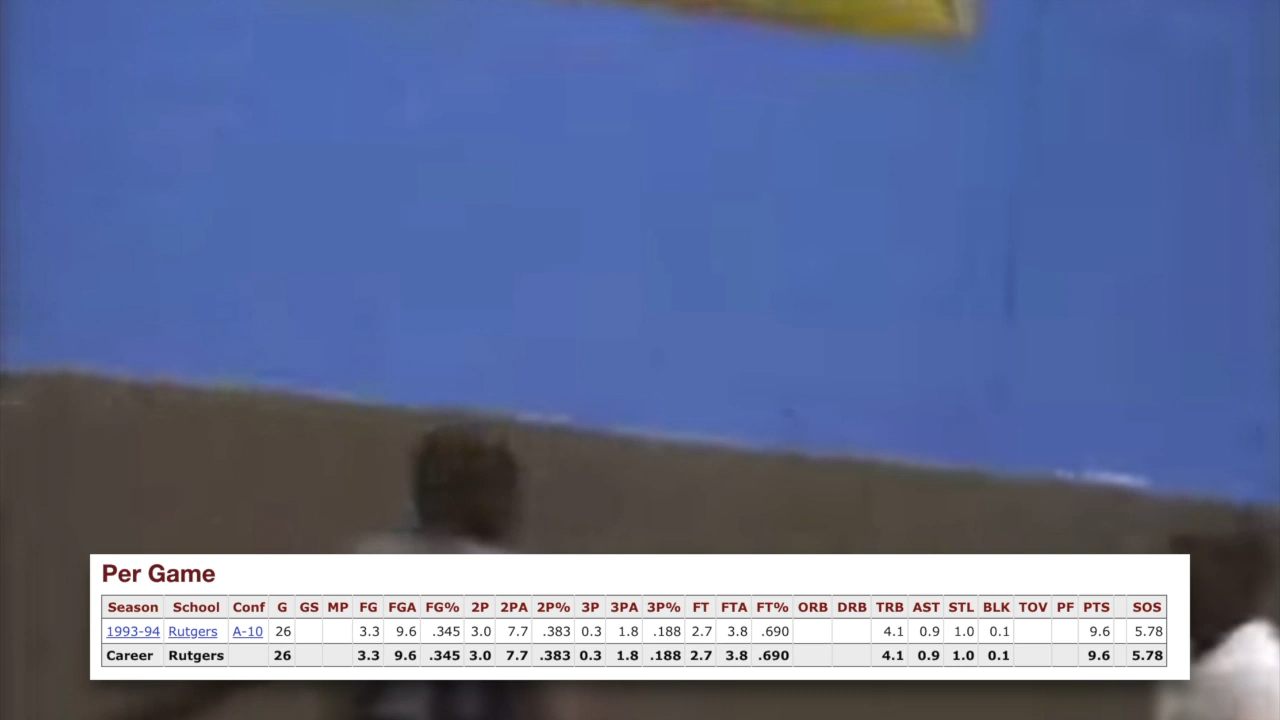 Per Game
Season School Conf G GS MP FG FGA FG% 2P 2PA 2P% 3P 3PA 3P% FT FTA FT% ORB DRB TRB AST STL BLK TOV PF PTS SOS
1993-94 Rutgers A-10 26 3.3 9.6 .345 3.0 7.7 .383 0.3 1.8 .188 2.7 3.8 .690 4.1 0.9 1.0 0.1 9.6 5.78
Career Rutgers 26 3.3 9.6 .345 3.0 7.7 .383 0.3 1.8 .188 2.7 3.8 .690 4.1 0.9 1.0 0.1 9.6 5.78